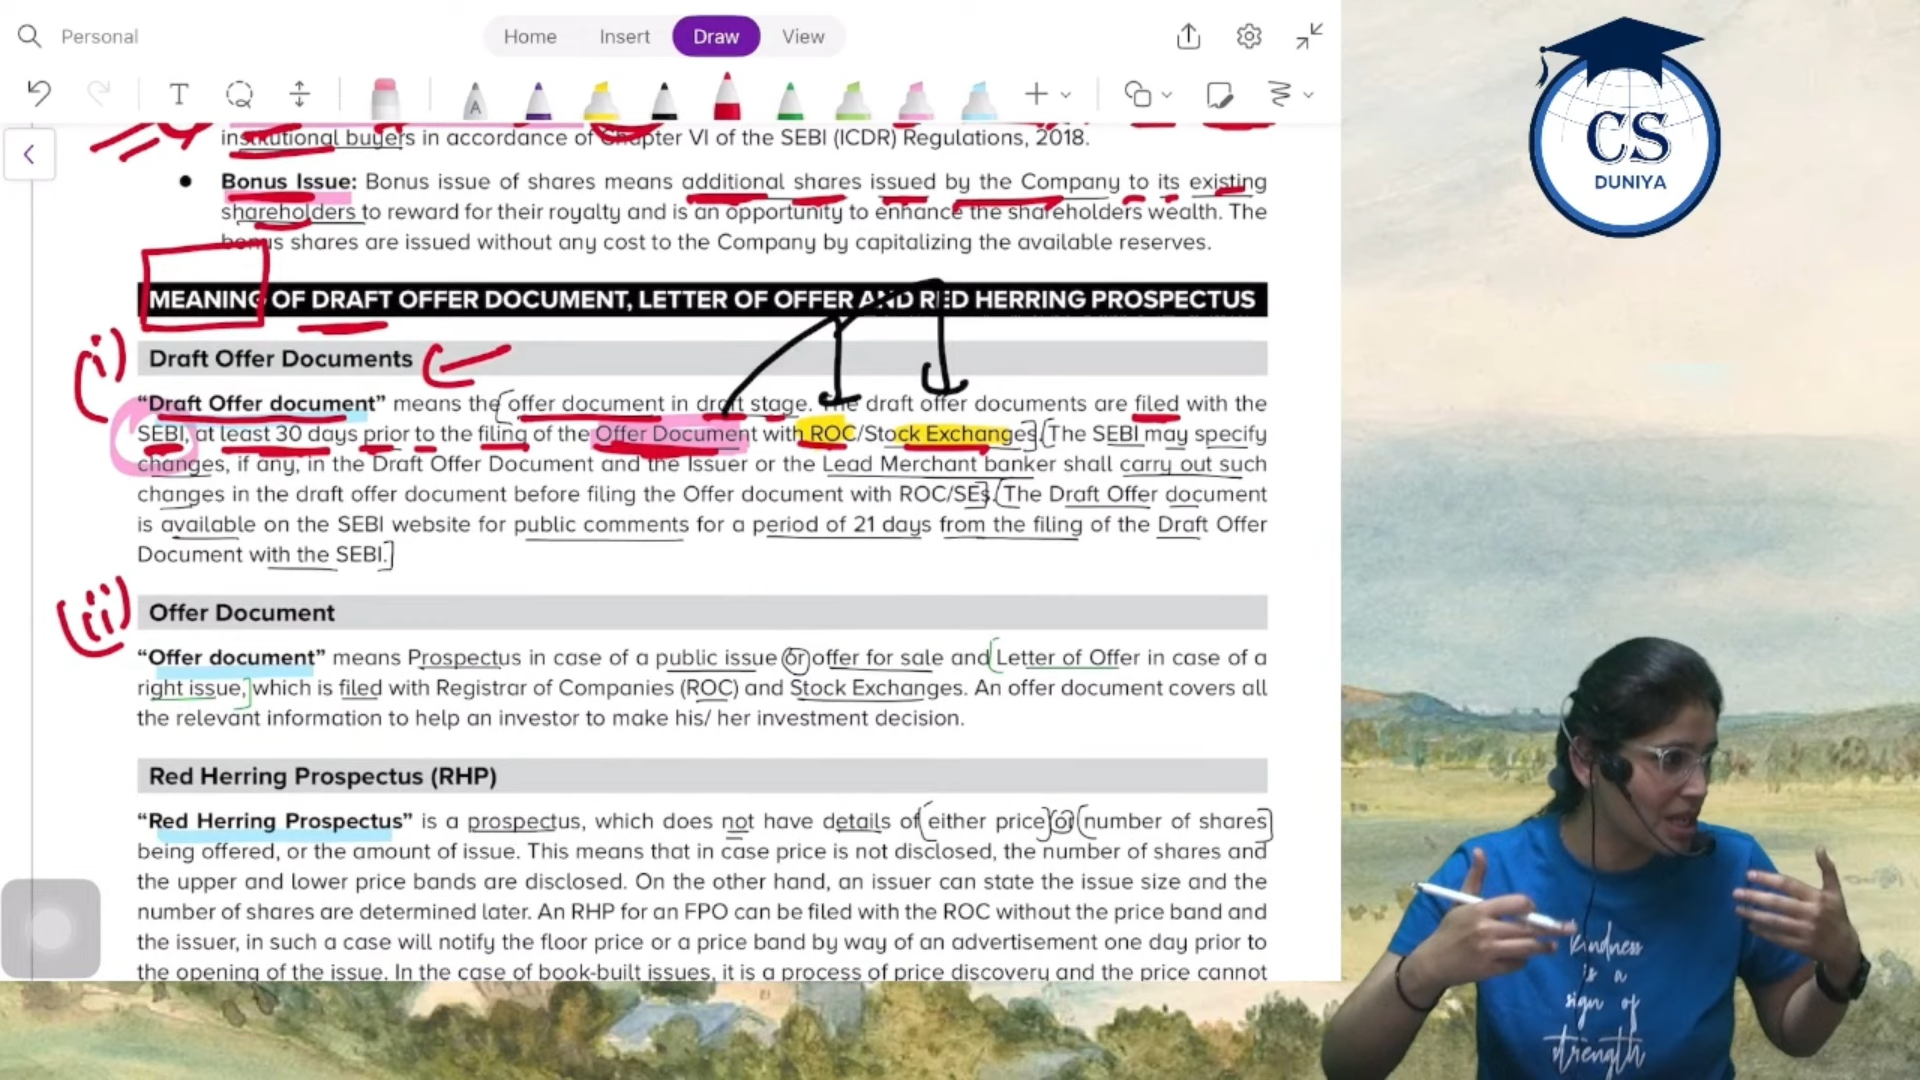 Personal
Home Insert Draw View
institutional buyers in accordance of Chapter VI of the SEBI (ICDR) Regulations, 2018.
● Bonus Issue: Bonus issue of shares means additional shares issued by the Company to its existing
shareholders to reward for their royalty and is an opportunity to enhance the shareholders wealth. The
bonus shares are issued without any cost to the Company by capitalizing the available reserves.
MEANING OF DRAFT OFFER DOCUMENT, LETTER OF OFFER AND RED HERRING PROSPECTUS
(i) Draft Offer Documents
“Draft Offer document” means the offer document in draft stage. The draft offer documents are filed with the
SEBI, at least 30 days prior to the filing of the Offer Document with ROC/Stock Exchanges. The SEBI may specify
changes, if any, in the Draft Offer Document and the Issuer or the Lead Merchant banker shall carry out such
changes in the draft offer document before filing the Offer document with ROC/SEs. The Draft Offer document
is available on the SEBI website for public comments for a period of 21 days from the filing of the Draft Offer
Document with the SEBI.
(ii) Offer Document
“Offer document” means Prospectus in case of a public issue or offer for sale and Letter of Offer in case of a
right issue, which is filed with Registrar of Companies (ROC) and Stock Exchanges. An offer document covers all
the relevant information to help an investor to make his/ her investment decision.
Red Herring Prospectus (RHP)
“Red Herring Prospectus” is a prospectus, which does not have details of either price or number of shares
being offered, or the amount of issue. This means that in case price is not disclosed, the number of shares and
the upper and lower price bands are disclosed. On the other hand, an issuer can state the issue size and the
number of shares are determined later. An RHP for an FPO can be filed with the ROC without the price band and
the issuer, in such a case will notify the floor price or a price band by way of an advertisement one day prior to
the opening of the issue. In the case of book-built issues, it is a process of price discovery and the price cannot
CS
DUNIYA
kindness
is a
sign of
strength